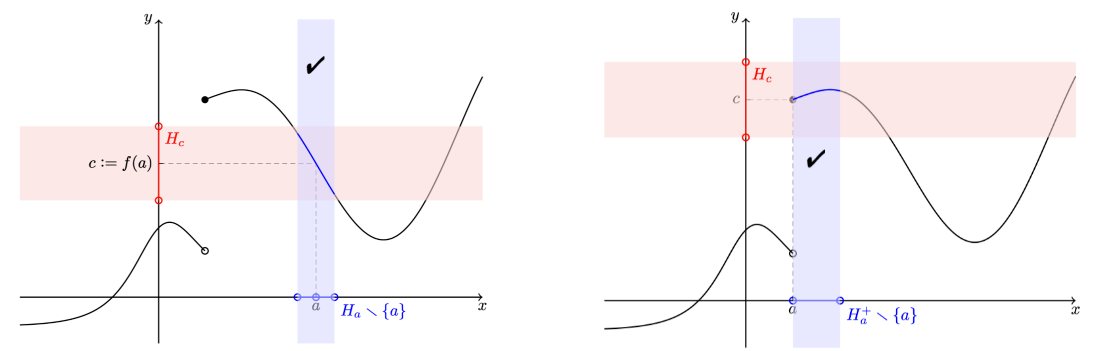 y
H_c
c := f(a)
a
x
H_a ∖ {a}
✔
y
H_c
c
✔
a
x
H_a^+ ∖ {a}